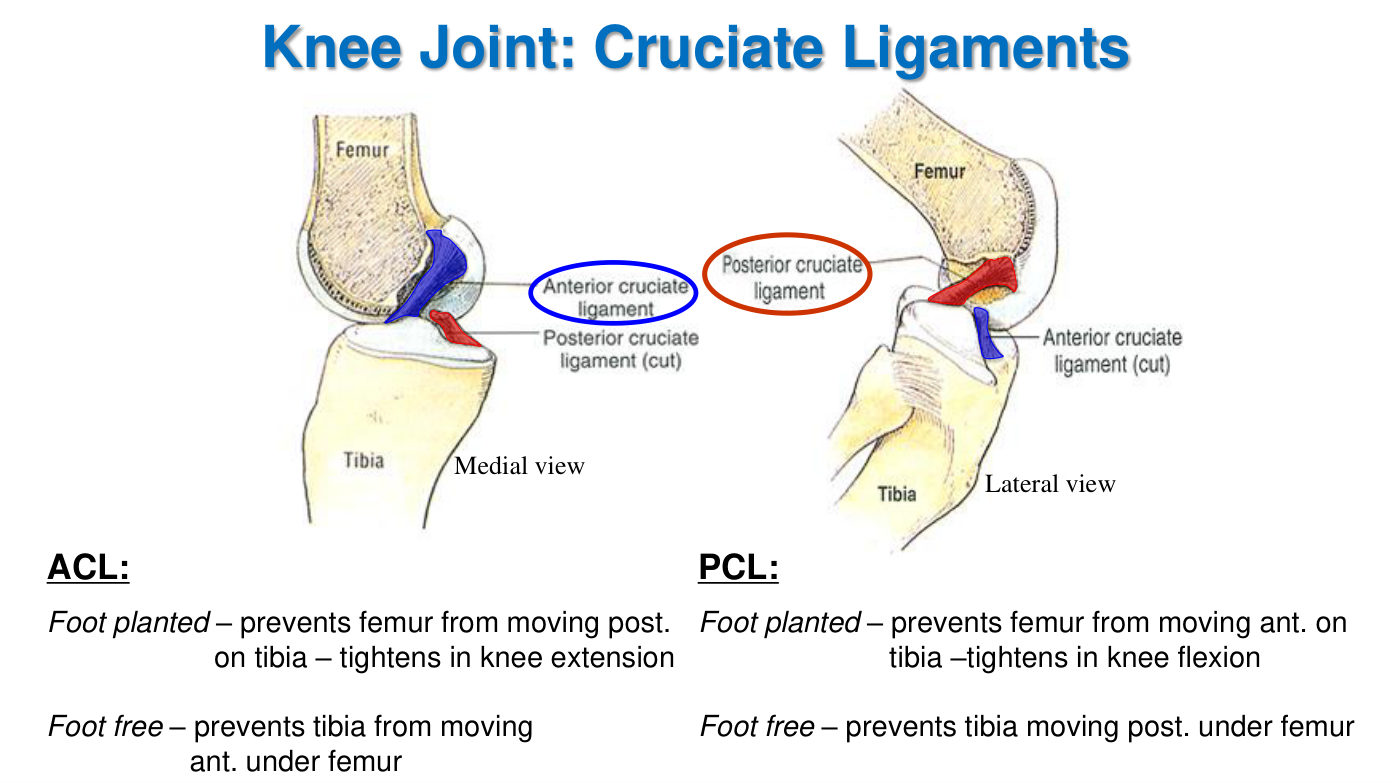 Knee Joint: Cruciate Ligaments
Femur
Anterior cruciate
ligament
Posterior cruciate
ligament (cut)
Tibia
Medial view
Femur
Posterior cruciate
ligament
Anterior cruciate
ligament (cut)
Tibia
Lateral view
ACL:
Foot planted – prevents femur from moving post.
on tibia – tightens in knee extension
Foot free – prevents tibia from moving
ant. under femur
PCL:
Foot planted – prevents femur from moving ant. on
tibia –tightens in knee flexion
Foot free – prevents tibia moving post. under femur